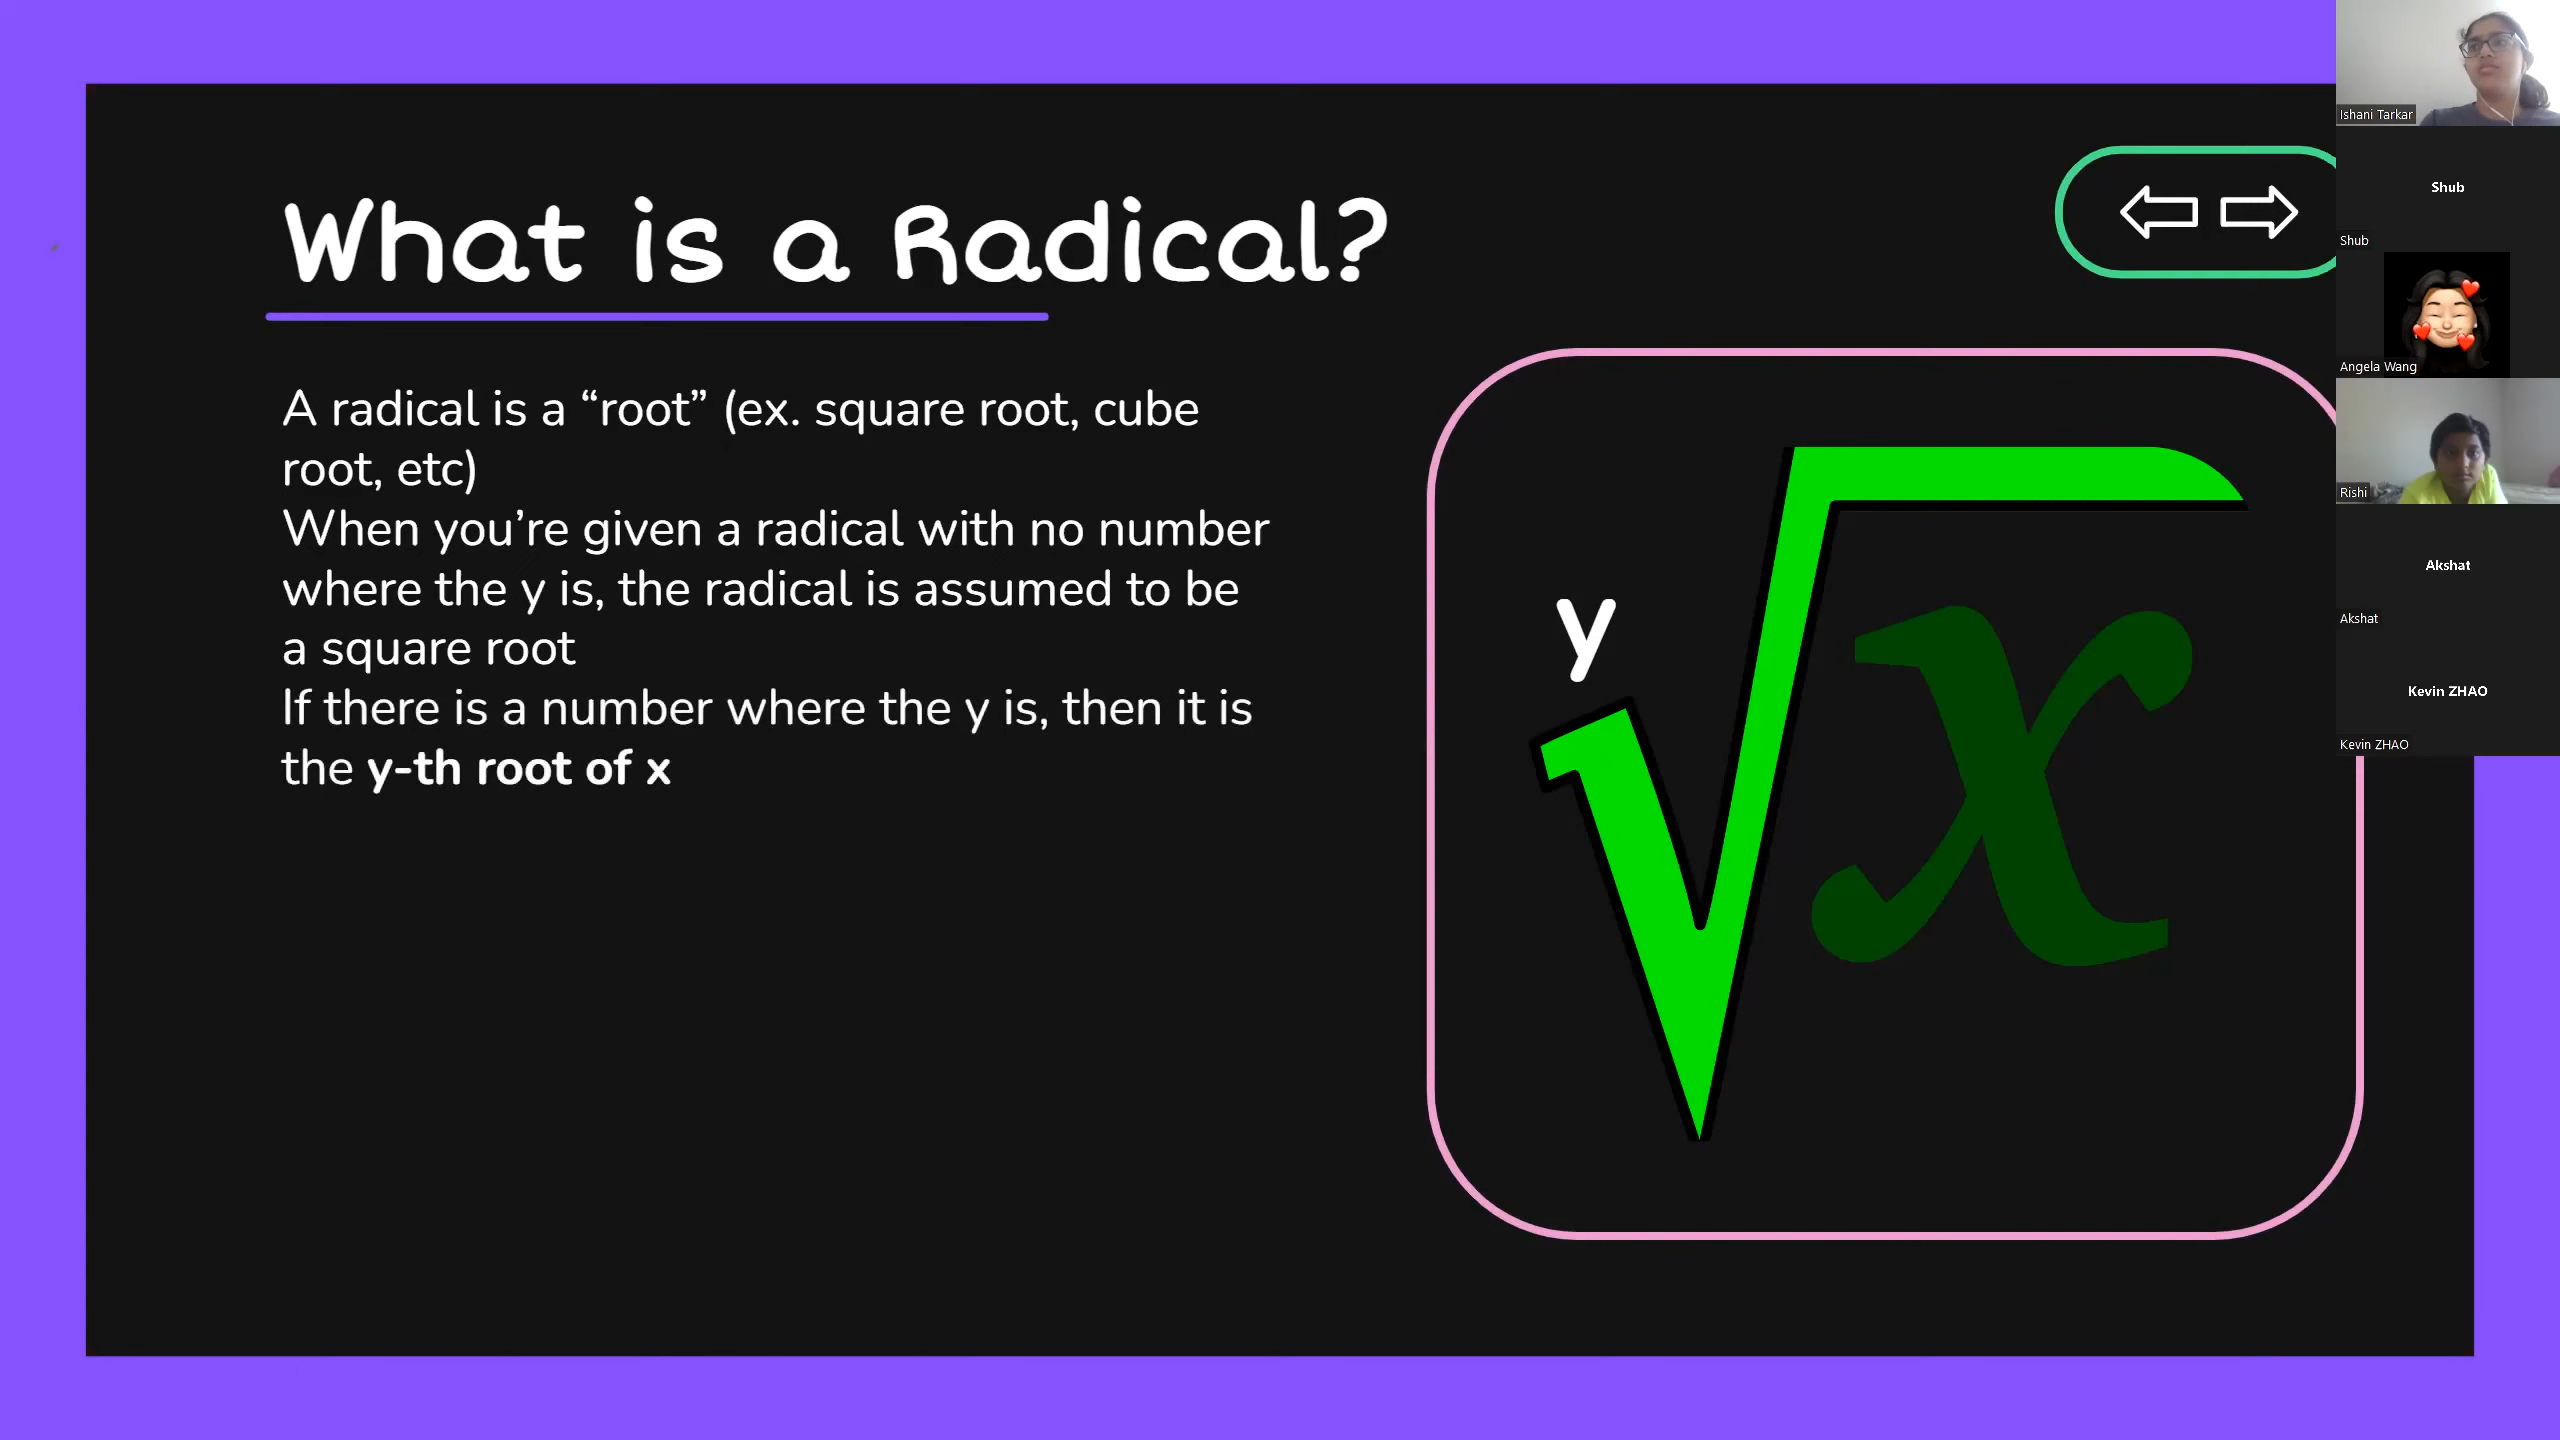 What is a Radical?
A radical is a “root” (ex. square root, cube
root, etc)
When you’re given a radical with no number
where the y is, the radical is assumed to be
a square root
If there is a number where the y is, then it is
the y-th root of x
y
x
Ishani Tarkar
Shub
Shub
Angela Wang
Rishi
Akshat
Akshat
Kevin ZHAO
Kevin ZHAO